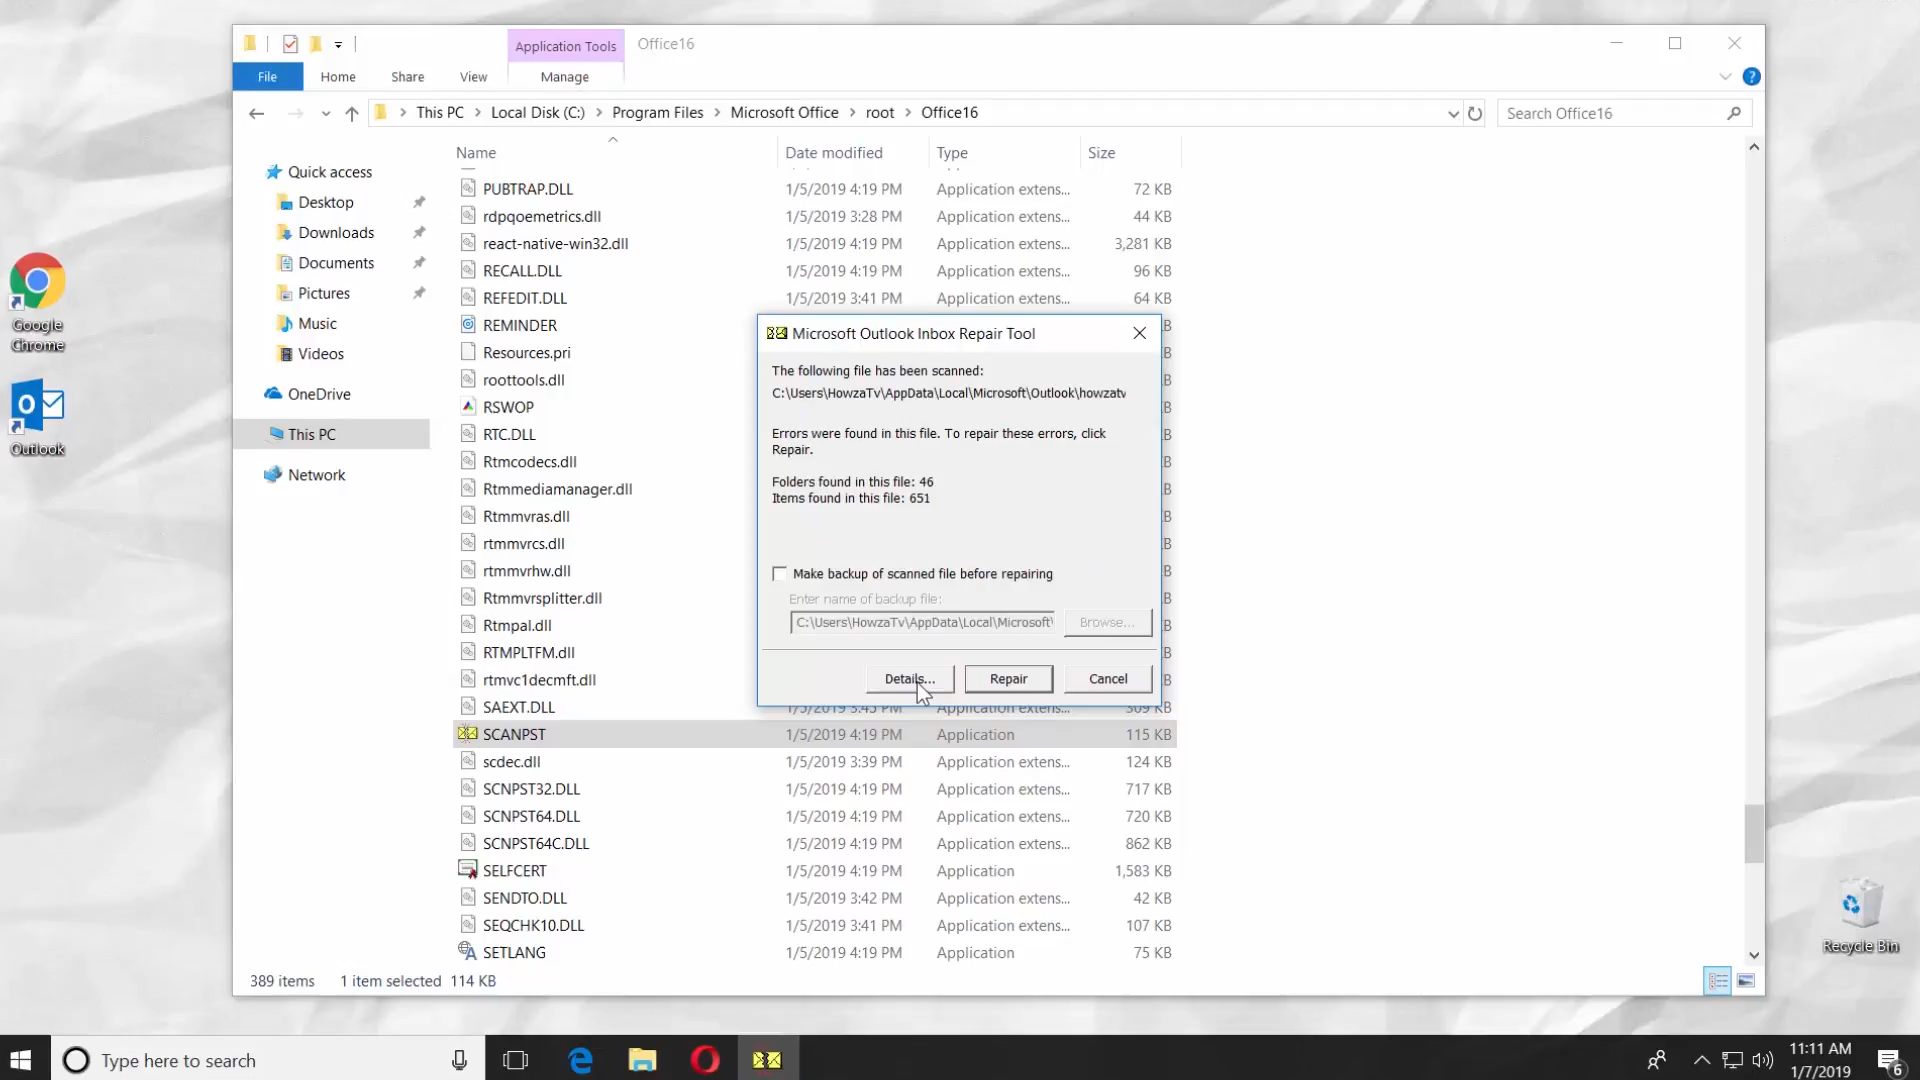 Application Tools
Office16
File
Home
Share
View
Manage
This PC
Local Disk (C:)
Program Files
Microsoft Office
root
Office16
Search Office16
Name
Date modified
Type
Size
Quick access
Desktop
Downloads
Documents
Pictures
Music
Videos
OneDrive
This PC
Network
PUBTRAP.DLL 1/5/2019 4:19 PM Application extens... 72 KB
rdpqoemetrics.dll 1/5/2019 3:28 PM Application extens... 44 KB
react-native-win32.dll 1/5/2019 4:19 PM Application extens... 3,281 KB
RECALL.DLL 1/5/2019 4:19 PM Application extens... 96 KB
REFEDIT.DLL 1/5/2019 3:41 PM Application extens... 64 KB
REMINDER
Resources.pri
roottools.dll
RSWOP
RTC.DLL
Rtmcodecs.dll
Rtmmediamanager.dll
Rtmmvras.dll
rtmmvrcs.dll
rtmmvrhw.dll
Rtmmvrsplitter.dll
Rtmpal.dll
RTMPLTFM.dll
rtmvc1decmft.dll
SAEXT.DLL 1/5/2019 3:45 PM Application extens... 309 KB
SCANPST 1/5/2019 4:19 PM Application 115 KB
scdec.dll 1/5/2019 3:39 PM Application extens... 124 KB
SCNPST32.DLL 1/5/2019 4:19 PM Application extens... 717 KB
SCNPST64.DLL 1/5/2019 4:19 PM Application extens... 720 KB
SCNPST64C.DLL 1/5/2019 4:19 PM Application extens... 862 KB
SELFCERT 1/5/2019 4:19 PM Application 1,583 KB
SENDTO.DLL 1/5/2019 3:42 PM Application extens... 42 KB
SEQCHK10.DLL 1/5/2019 3:41 PM Application extens... 107 KB
SETLANG 1/5/2019 4:19 PM Application 75 KB
389 items
1 item selected 114 KB
Microsoft Outlook Inbox Repair Tool
The following file has been scanned:
C:\Users\HowzaTv\AppData\Local\Microsoft\Outlook\howzatv
Errors were found in this file. To repair these errors, click
Repair.
Folders found in this file: 46
Items found in this file: 651
Make backup of scanned file before repairing
Enter name of backup file:
C:\Users\HowzaTv\AppData\Local\Microsoft\
Browse...
Details...
Repair
Cancel
Google
Chrome
Outlook
Recycle Bin
Type here to search
11:11 AM
1/7/2019
6